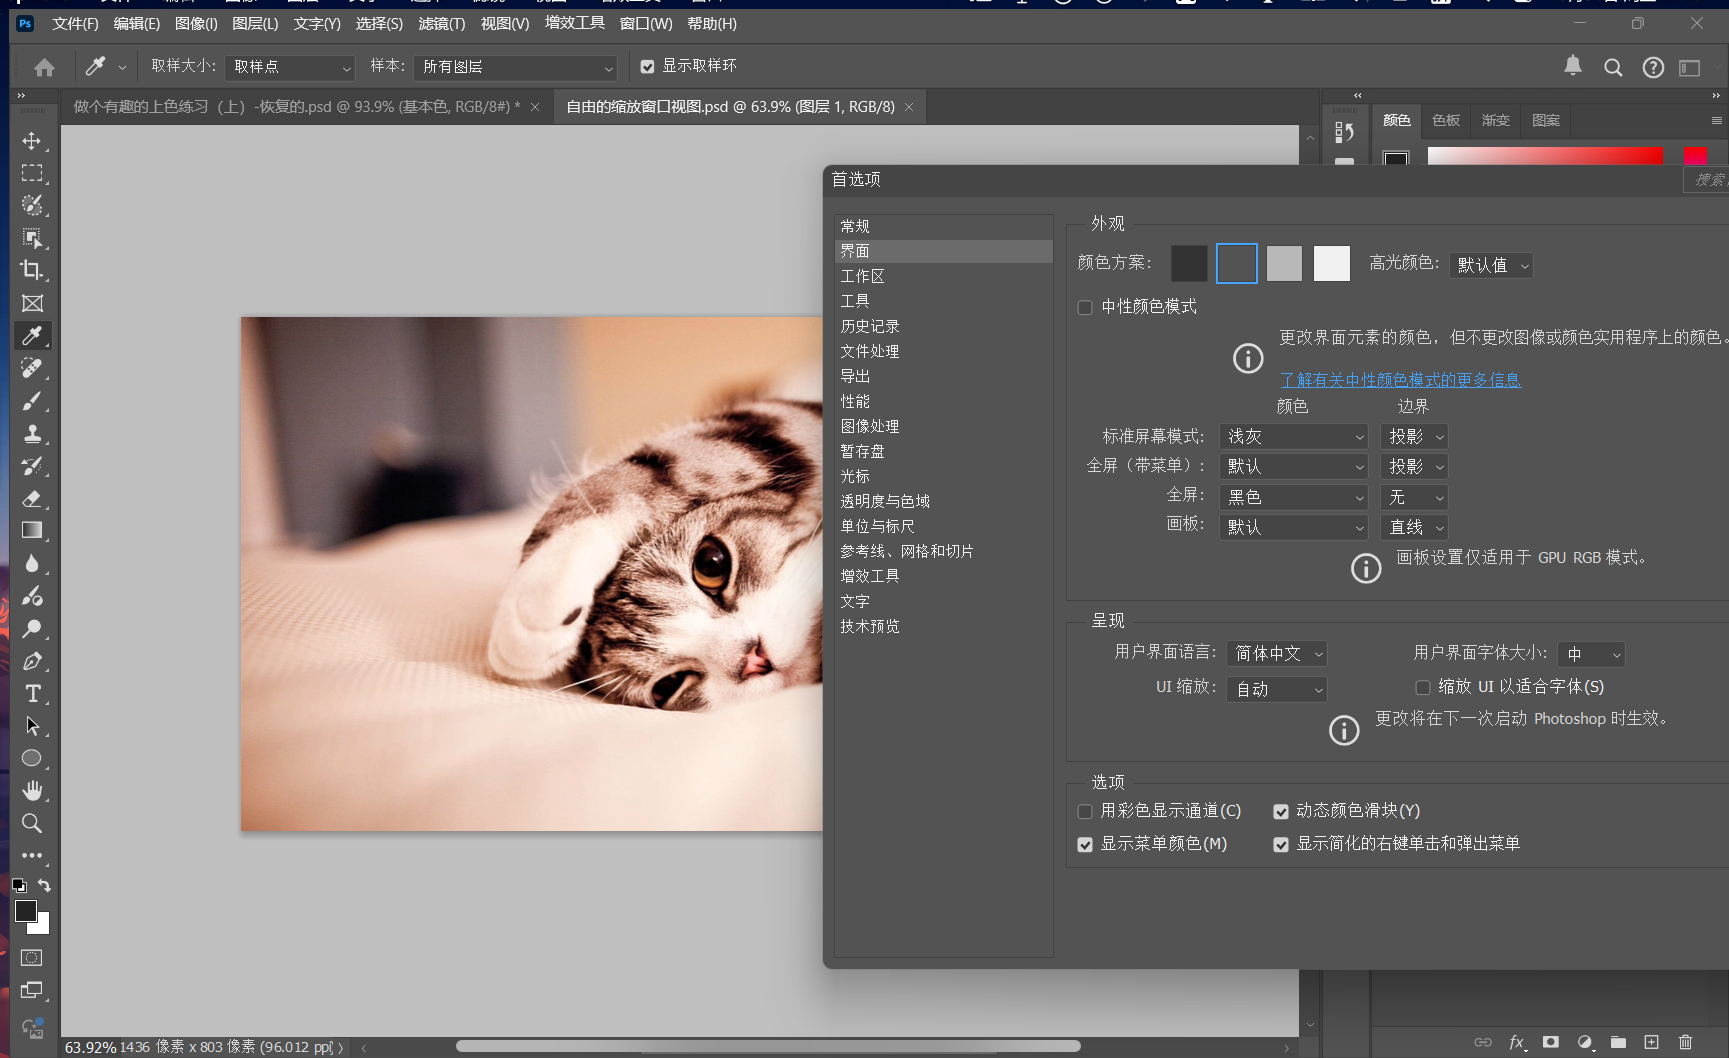 Ps 文件(F) 编辑(E) 图像(I) 图层(L) 文字(Y) 选择(S) 滤镜(T) 视图(V) 增效工具 窗口(W) 帮助(H)
取样大小: 取样点 样本: 所有图层 显示取样环
做个有趣的上色练习（上）-恢复的.psd @ 93.9% (基本色, RGB/8#) * 自由的缩放窗口视图.psd @ 63.9% (图层 1, RGB/8)
颜色 色板 渐变 图案
首选项
搜索
常规
界面
工作区
工具
历史记录
文件处理
导出
性能
图像处理
暂存盘
光标
透明度与色域
单位与标尺
参考线、网格和切片
增效工具
文字
技术预览
外观
颜色方案: 高光颜色: 默认值
中性颜色模式
更改界面元素的颜色，但不更改图像或颜色实用程序上的颜色。
了解有关中性颜色模式的更多信息
颜色 边界
标准屏幕模式: 浅灰 投影
全屏（带菜单）: 默认 投影
全屏: 黑色 无
画板: 默认 直线
画板设置仅适用于 GPU RGB 模式。
呈现
用户界面语言: 简体中文 用户界面字体大小: 中
UI 缩放: 自动 缩放 UI 以适合字体(S)
更改将在下一次启动 Photoshop 时生效。
选项
用彩色显示通道(C) 动态颜色滑块(Y)
显示菜单颜色(M) 显示简化的右键单击和弹出菜单
63.92% 1436 像素 x 803 像素 (96.012 ppi)
fx